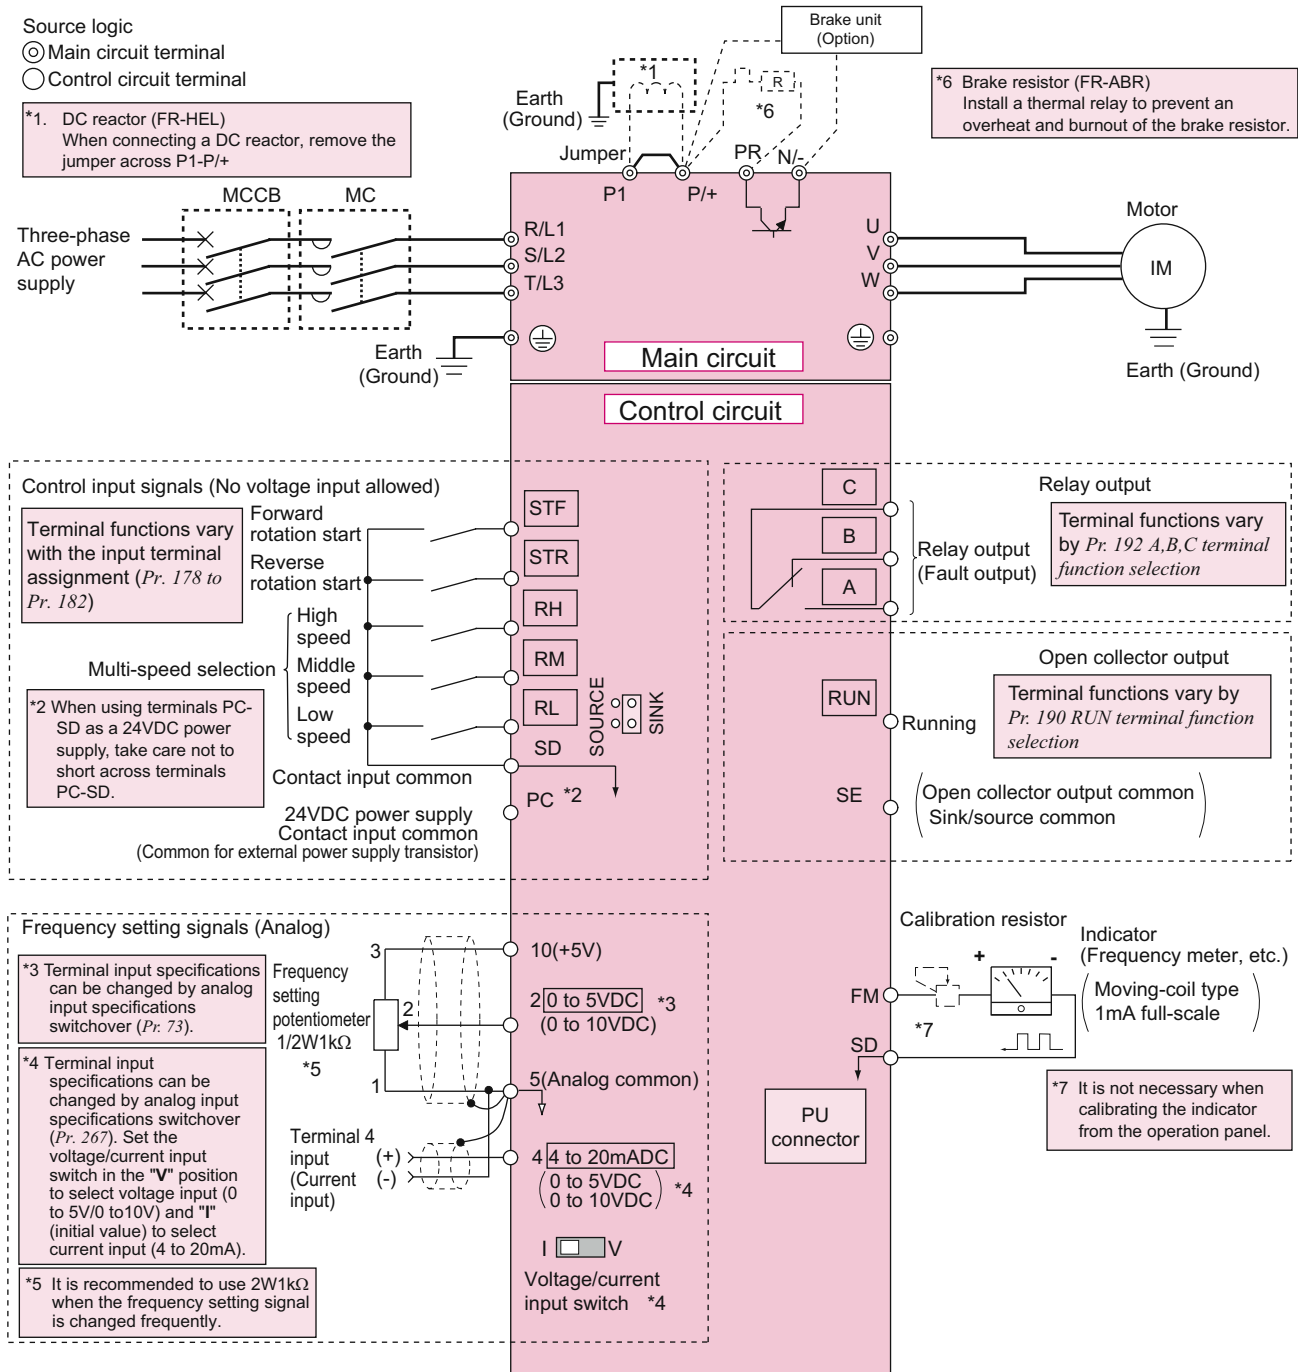 Source logic
Main circuit terminal
Control circuit terminal
*1. DC reactor (FR-HEL)
When connecting a DC reactor, remove the
jumper across P1-P/+
Brake unit
(Option)
*1
R
*6
Earth
(Ground)
*6 Brake resistor (FR-ABR)
Install a thermal relay to prevent an
overheat and burnout of the brake resistor.
Jumper
PR
N/-
P1
P/+
MCCB
MC
Three-phase
AC power
supply
R/L1
S/L2
T/L3
U
V
W
Motor
IM
Earth
(Ground)
Earth (Ground)
Main circuit
Control circuit
Control input signals (No voltage input allowed)
Terminal functions vary
with the input terminal
assignment (Pr. 178 to
Pr. 182)
Forward
rotation start
Reverse
rotation start
High
speed
Multi-speed selection
Middle
speed
Low
speed
*2 When using terminals PC-
SD as a 24VDC power
supply, take care not to
short across terminals
PC-SD.
Contact input common
24VDC power supply
Contact input common
(Common for external power supply transistor)
STF
STR
RH
RM
RL
SD
PC *2
SOURCE
SINK
C
B
A
Relay output
Relay output
(Fault output)
Terminal functions vary
by Pr. 192 A,B,C terminal
function selection
Open collector output
RUN
Running
Terminal functions vary by
Pr. 190 RUN terminal function
selection
SE
Open collector output common
Sink/source common
Frequency setting signals (Analog)
*3 Terminal input specifications
can be changed by analog
input specifications
switchover (Pr. 73).
*4 Terminal input
specifications can be
changed by analog input
specifications switchover
(Pr. 267). Set the
voltage/current input
switch in the "V" position
to select voltage input (0
to 5V/0 to10V) and "I"
(initial value) to select
current input (4 to 20mA).
*5 It is recommended to use 2W1kΩ
when the frequency setting signal
is changed frequently.
Frequency
setting
potentiometer
1/2W1kΩ
*5
3
2
1
Terminal 4
input
(Current
input)
(+)
(-)
10(+5V)
2 0 to 5VDC *3
(0 to 10VDC)
5(Analog common)
4 4 to 20mADC
0 to 5VDC
0 to 10VDC
*4
I V
Voltage/current
input switch *4
Calibration resistor
+ -
Indicator
(Frequency meter, etc.)
Moving-coil type
1mA full-scale
FM
*7
SD
PU
connector
*7 It is not necessary when
calibrating the indicator
from the operation panel.